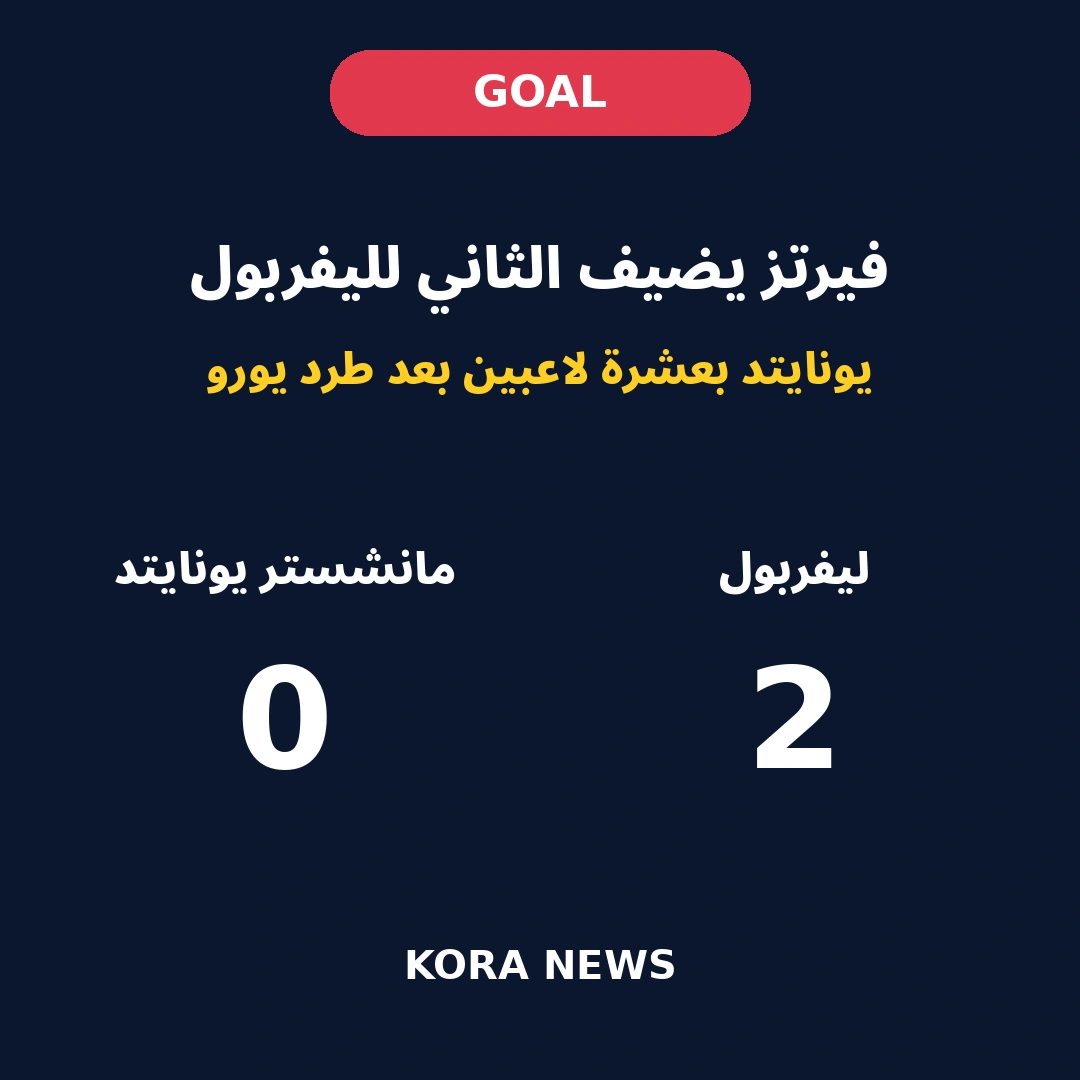 GOAL
فيرتز يضيف الثاني لليفربول
يونايتد بعشرة لاعبين بعد طرد يورو
ليفربول
مانشستر يونايتد
2
0
KORA NEWS